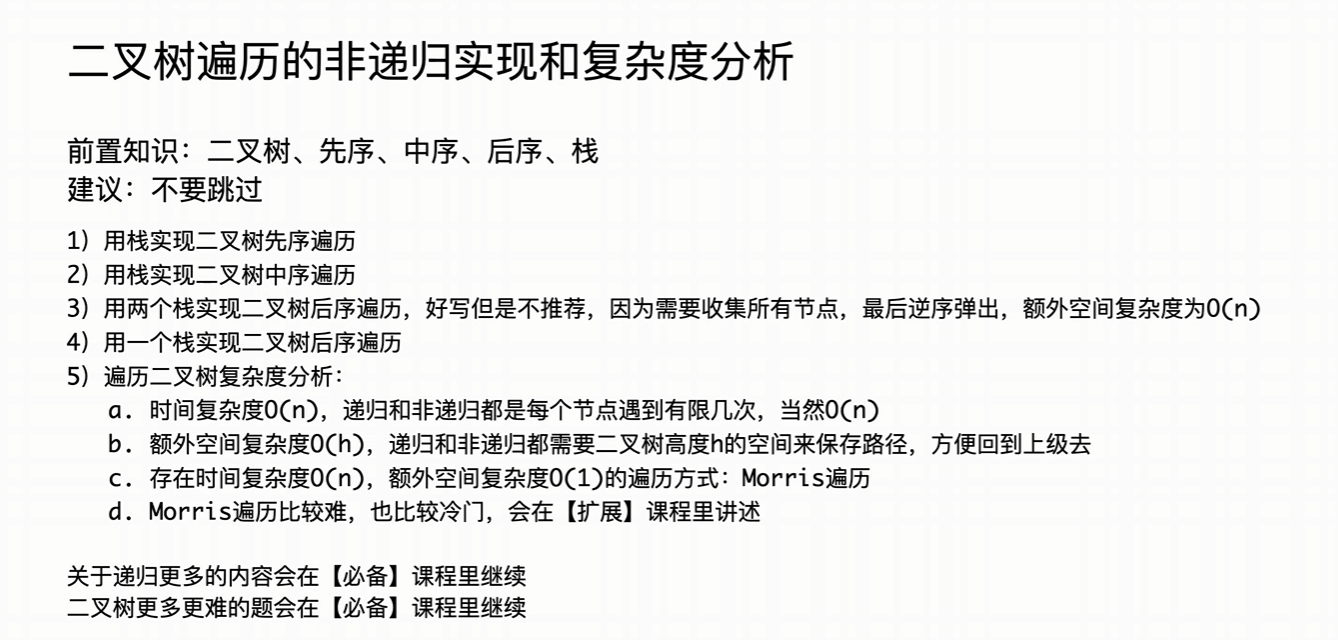 二叉树遍历的非递归实现和复杂度分析
前置知识：二叉树、先序、中序、后序、栈
建议：不要跳过
1）用栈实现二叉树先序遍历
2）用栈实现二叉树中序遍历
3）用两个栈实现二叉树后序遍历，好写但是不推荐，因为需要收集所有节点，最后逆序弹出，额外空间复杂度为O(n)
4）用一个栈实现二叉树后序遍历
5）遍历二叉树复杂度分析：
a. 时间复杂度O(n)，递归和非递归都是每个节点遇到有限几次，当然O(n)
b. 额外空间复杂度O(h)，递归和非递归都需要二叉树高度h的空间来保存路径，方便回到上级去
c. 存在时间复杂度O(n)，额外空间复杂度O(1)的遍历方式：Morris遍历
d. Morris遍历比较难，也比较冷门，会在【扩展】课程里讲述
关于递归更多的内容会在【必备】课程里继续
二叉树更多更难的题会在【必备】课程里继续